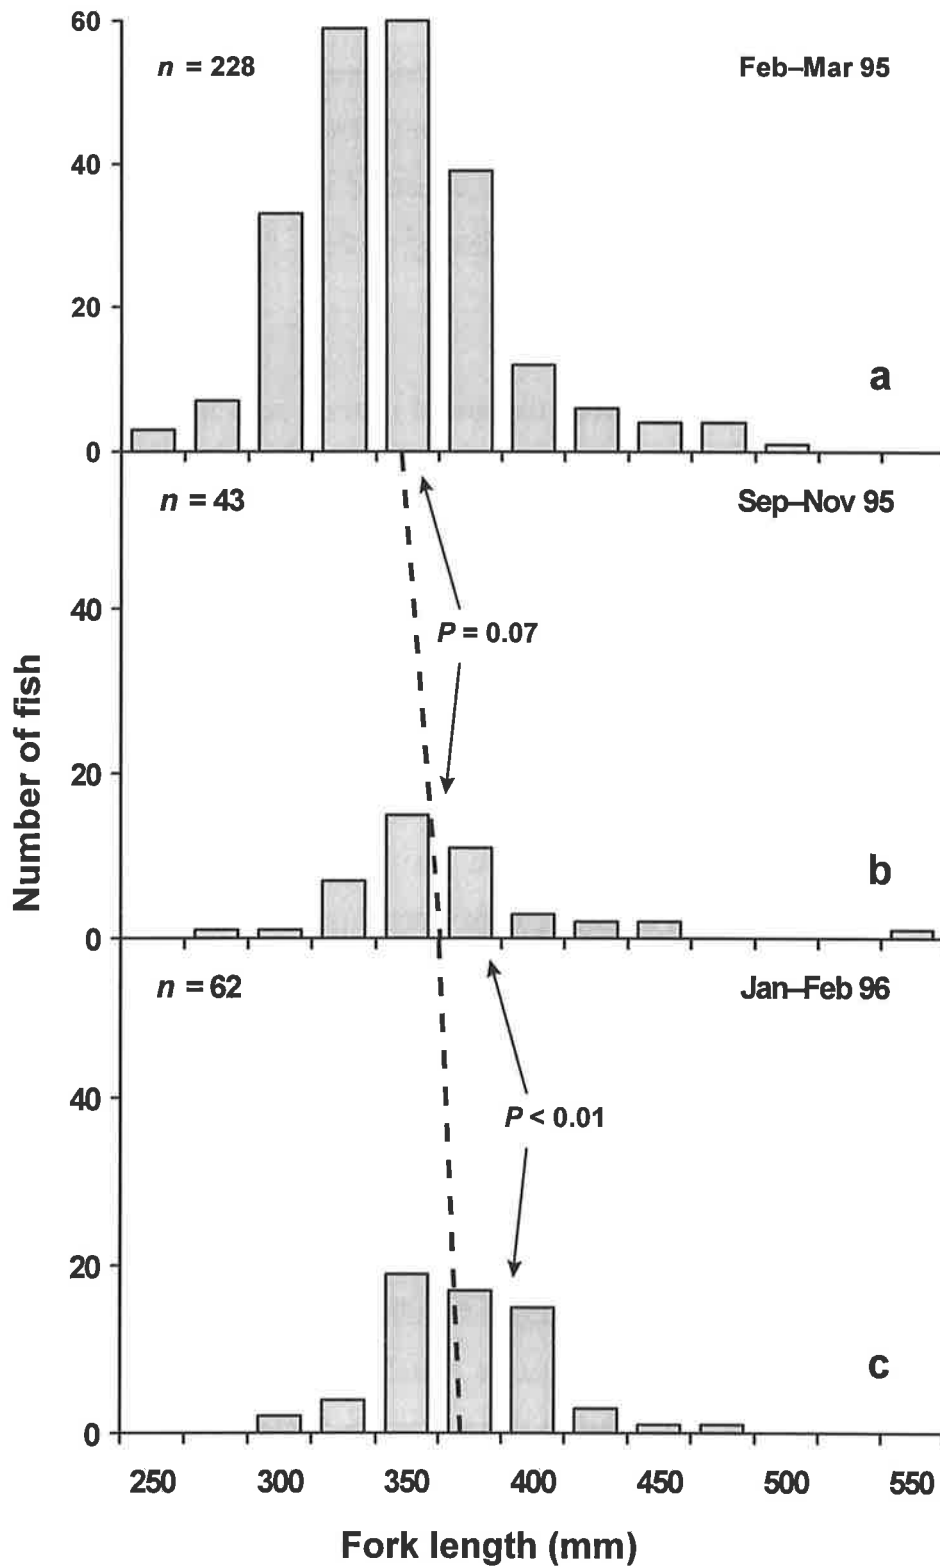 60
n = 228
Feb–Mar 95
40
20
a
0
n = 43
Sep–Nov 95
40
P = 0.07
Number of fish
20
b
0
n = 62
Jan–Feb 96
40
P < 0.01
20
c
0
250 300 350 400 450 500 550
Fork length (mm)